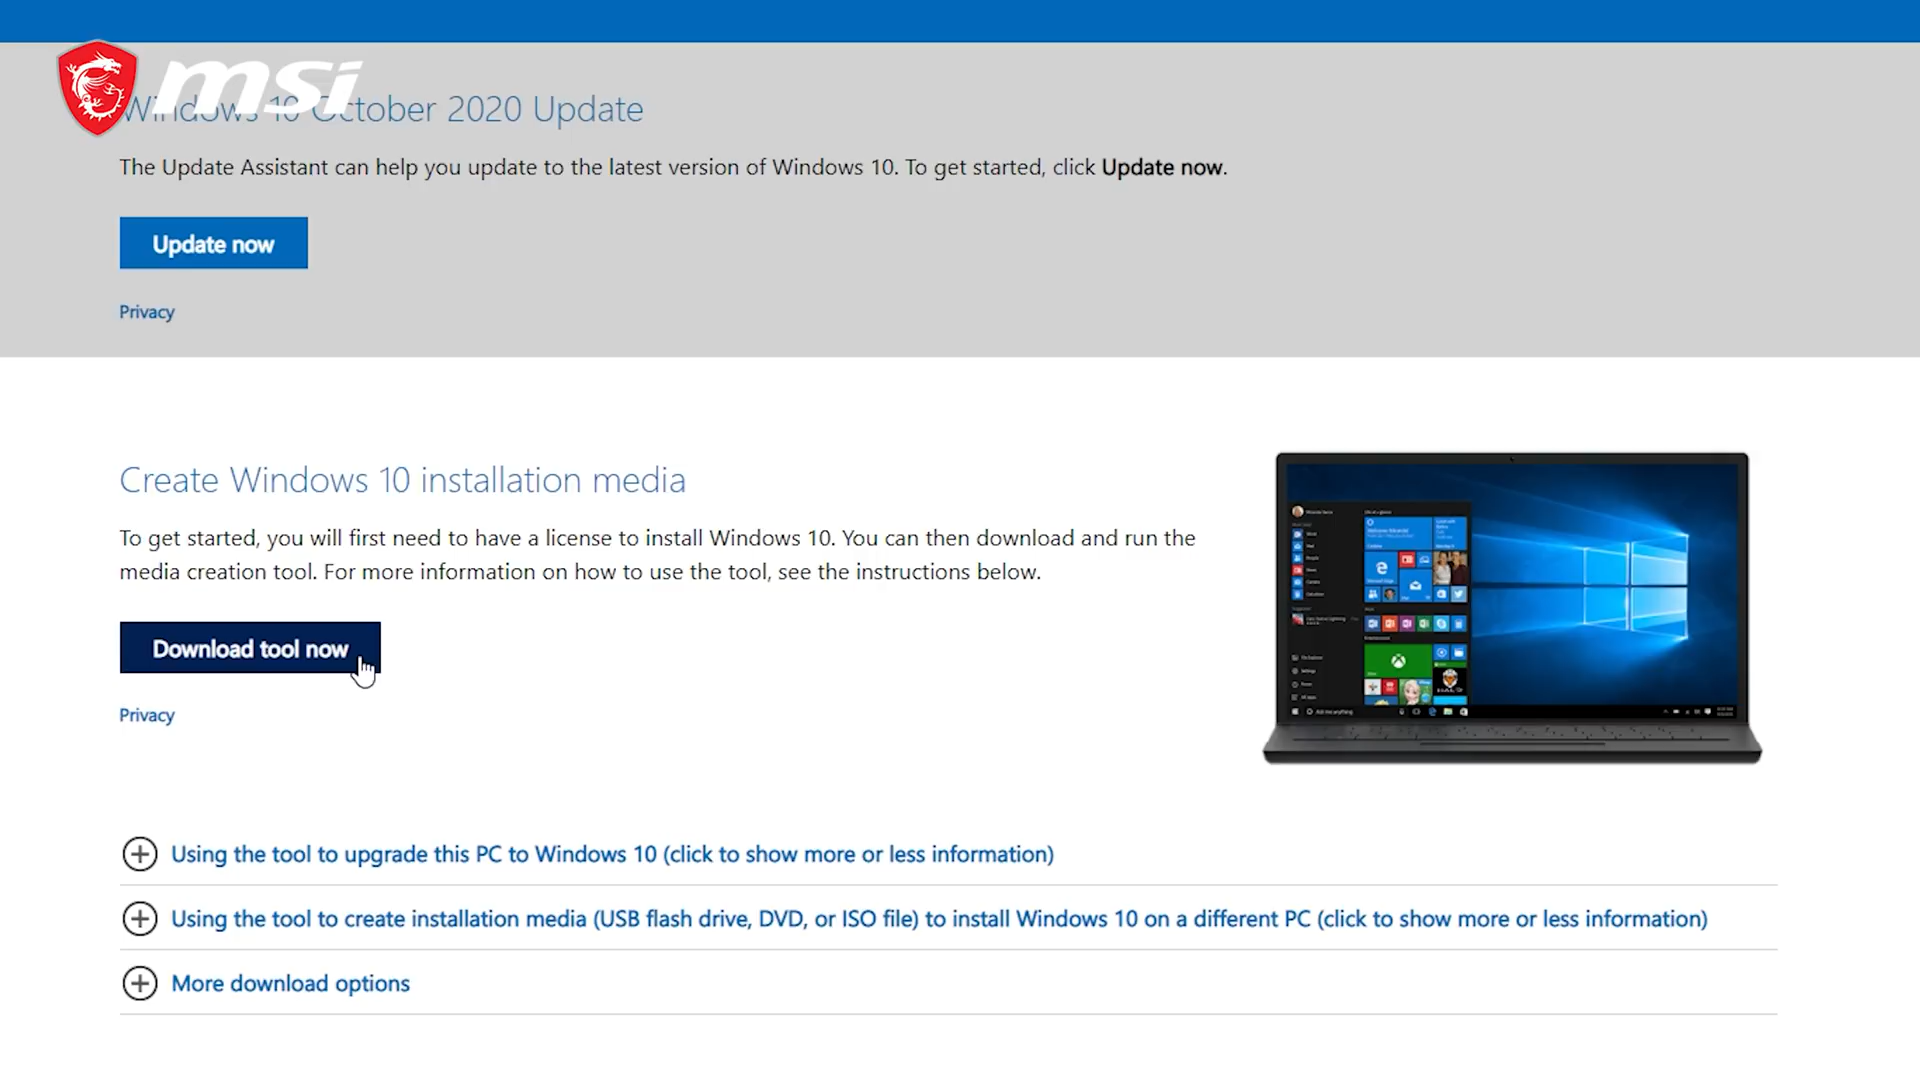 msi
Windows 10 October 2020 Update
The Update Assistant can help you update to the latest version of Windows 10. To get started, click Update now.
Update now
Privacy
Create Windows 10 installation media
To get started, you will first need to have a license to install Windows 10. You can then download and run the
media creation tool. For more information on how to use the tool, see the instructions below.
Download tool now
Privacy
Using the tool to upgrade this PC to Windows 10 (click to show more or less information)
Using the tool to create installation media (USB flash drive, DVD, or ISO file) to install Windows 10 on a different PC (click to show more or less information)
More download options